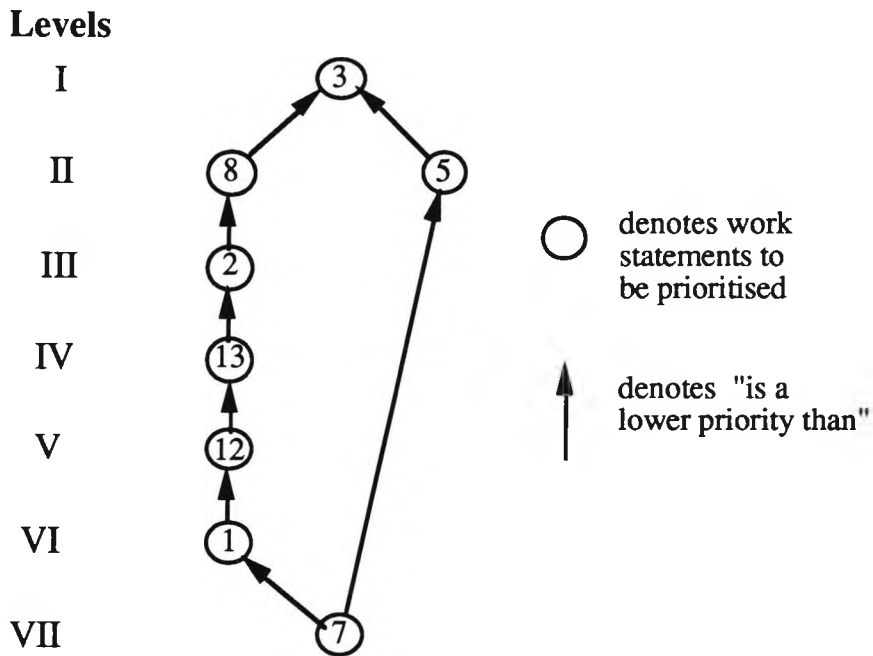 Levels
I
3
II
8
5
III
2
IV
13
V
12
VI
1
VII
7
denotes work
statements to
be prioritised
denotes "is a
lower priority than"